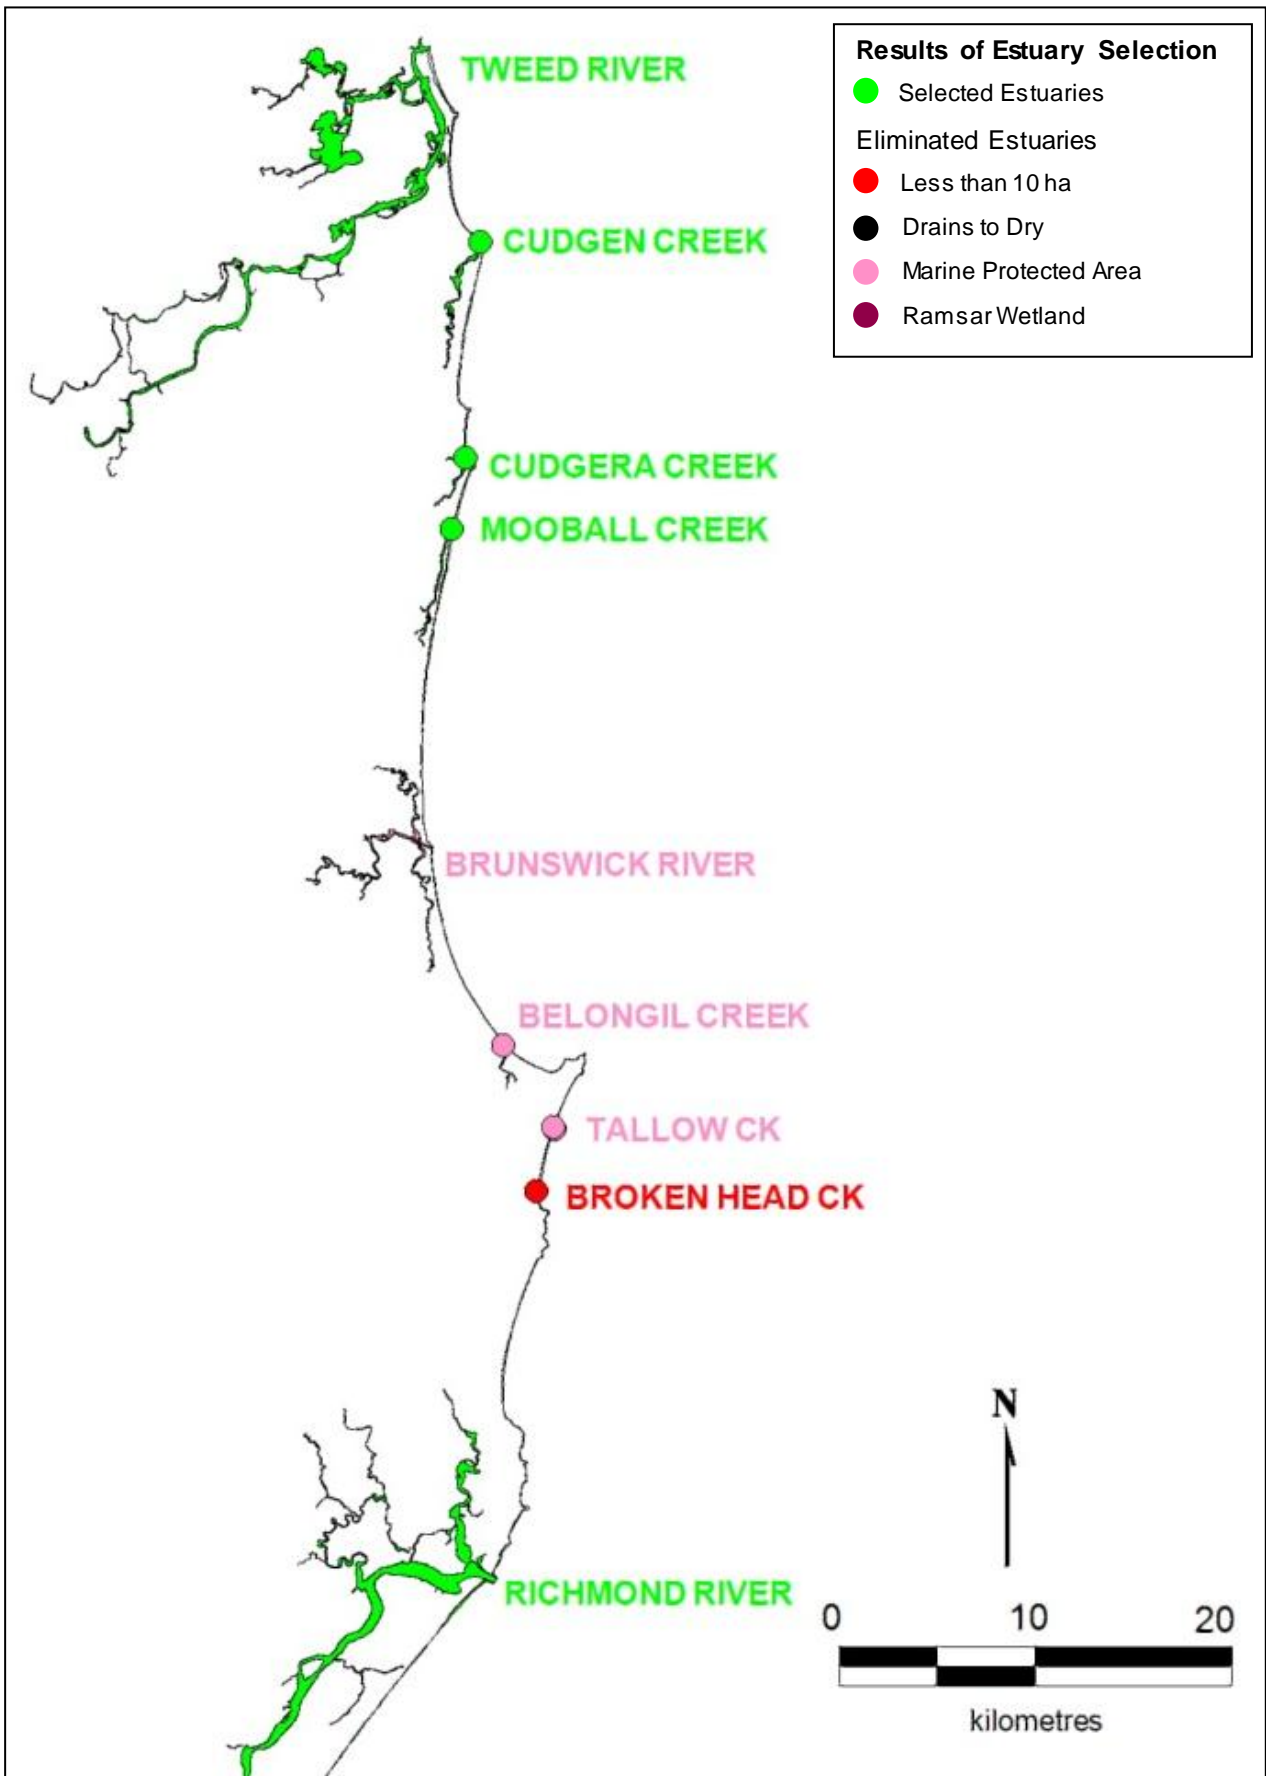 Results of Estuary Selection
Selected Estuaries
Eliminated Estuaries
Less than 10 ha
Drains to Dry
Marine Protected Area
Ramsar Wetland
TWEED RIVER
CUDGEN CREEK
CUDGERA CREEK
MOOBALL CREEK
BRUNSWICK RIVER
BELONGIL CREEK
TALLOW CK
BROKEN HEAD CK
RICHMOND RIVER
N
0 10 20
kilometres